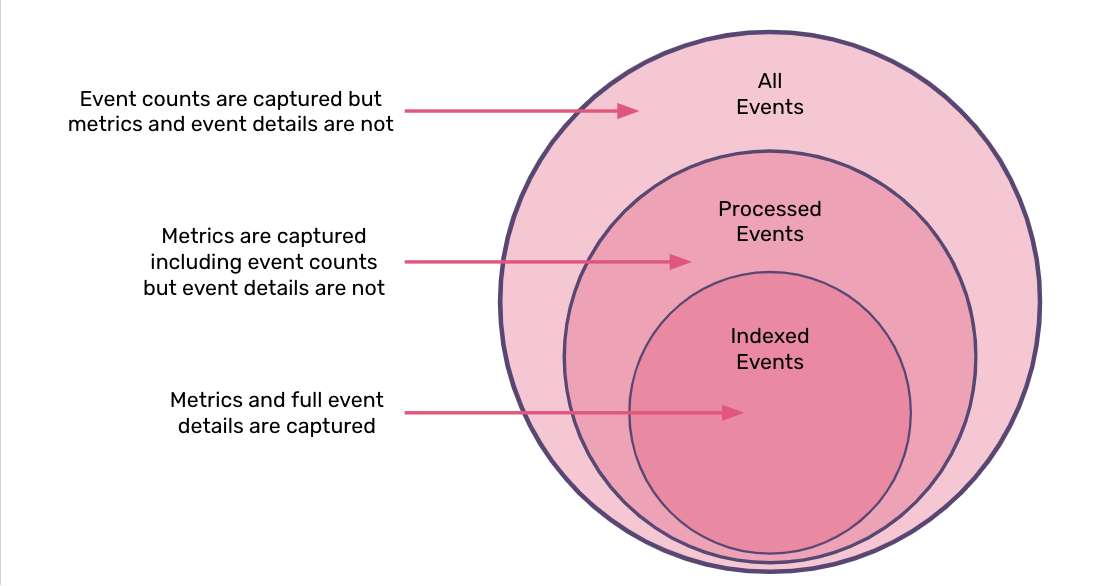 Event counts are captured but
metrics and event details are not
All
Events
Metrics are captured
including event counts
but event details are not
Processed
Events
Metrics and full event
details are captured
Indexed
Events